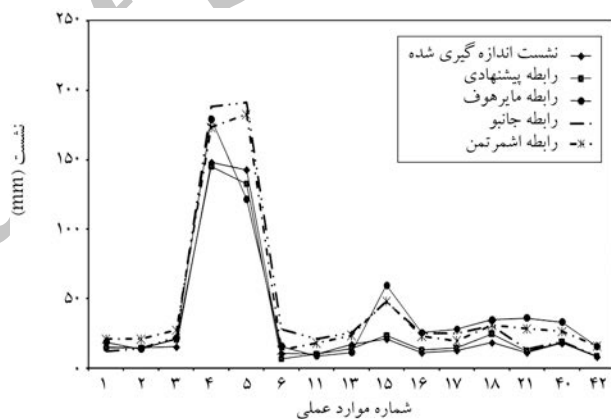 ۲۵۰
۲۰۰
۱۵۰
۱۰۰
۵۰
۰
نشست (mm)
نشست اندازه گیری شده
رابطه پیشنهادی
رابطه مایرهوف
رابطه جانبو
رابطه اشمرتمن
۱ ۲ ۳ ۴ ۵ ۶ ۱۱ ۱۳ ۱۵ ۱۶ ۱۷ ۱۸ ۲۱ ۴۰ ۴۲
شماره موارد عملی